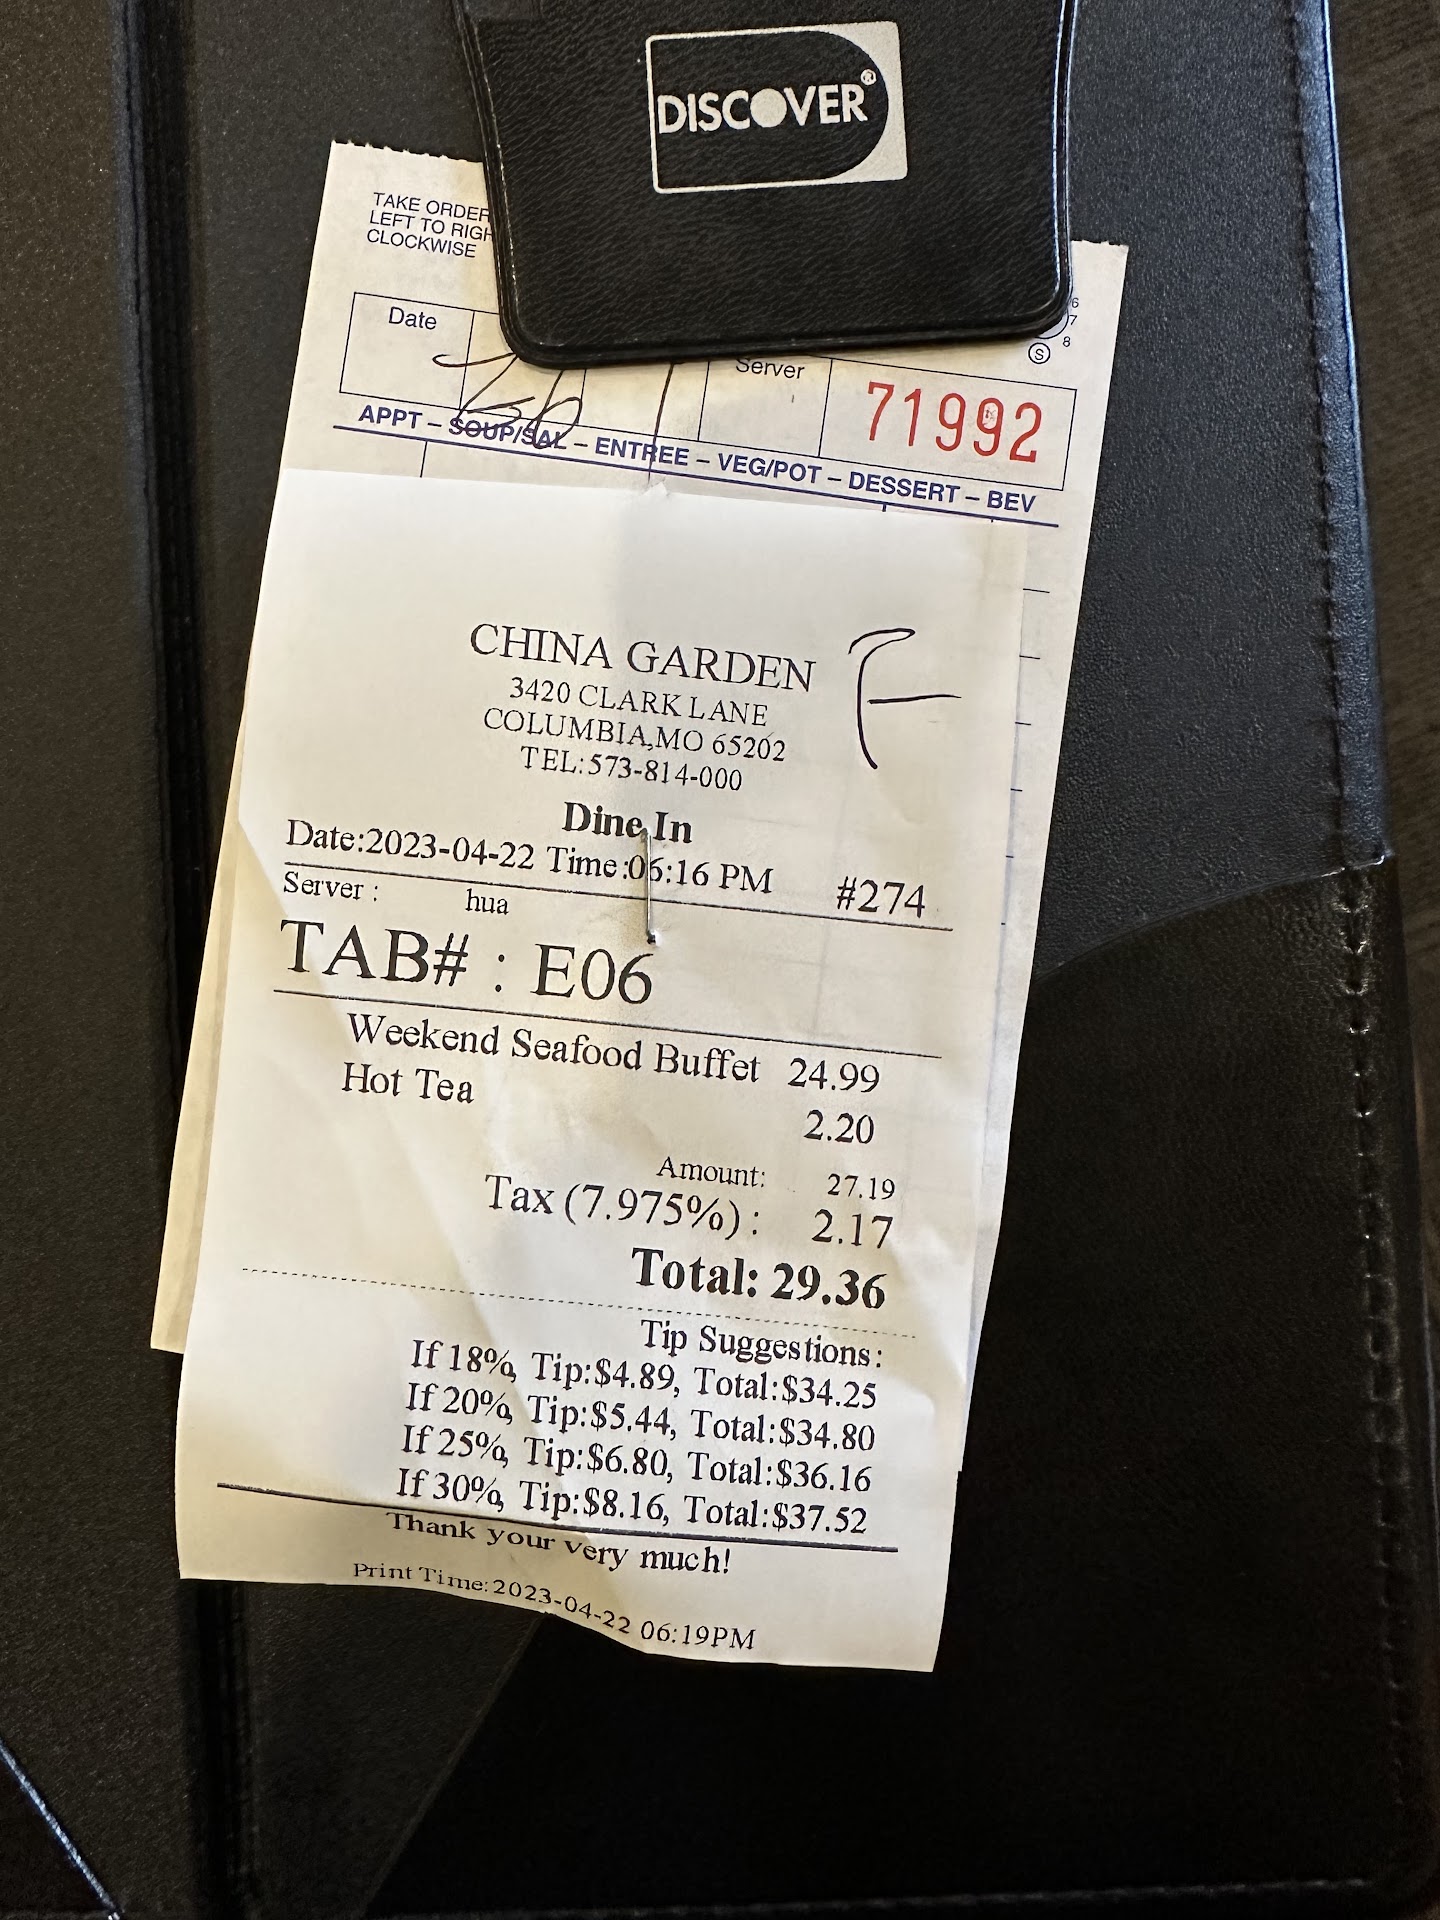 DISCOVER®
TAKE ORDER
LEFT TO RIGH
CLOCKWISE
6
7
8
S
Date
Server
71992
APPT – SOUP/SAL – ENTREE – VEG/POT – DESSERT – BEV
CHINA GARDEN
F
3420 CLARK LANE
COLUMBIA,MO 65202
TEL:573-814-000
Dine In
Date:2023-04-22 Time:06:16 PM #274
Server : hua
TAB# : E06
Weekend Seafood Buffet 24.99
Hot Tea 2.20
Amount: 27.19
Tax (7.975%) : 2.17
Total: 29.36
Tip Suggestions:
If 18%, Tip:$4.89, Total:$34.25
If 20%, Tip:$5.44, Total:$34.80
If 25%, Tip:$6.80, Total:$36.16
If 30%, Tip:$8.16, Total:$37.52
Thank your very much!
Print Time:2023-04-22 06:19PM